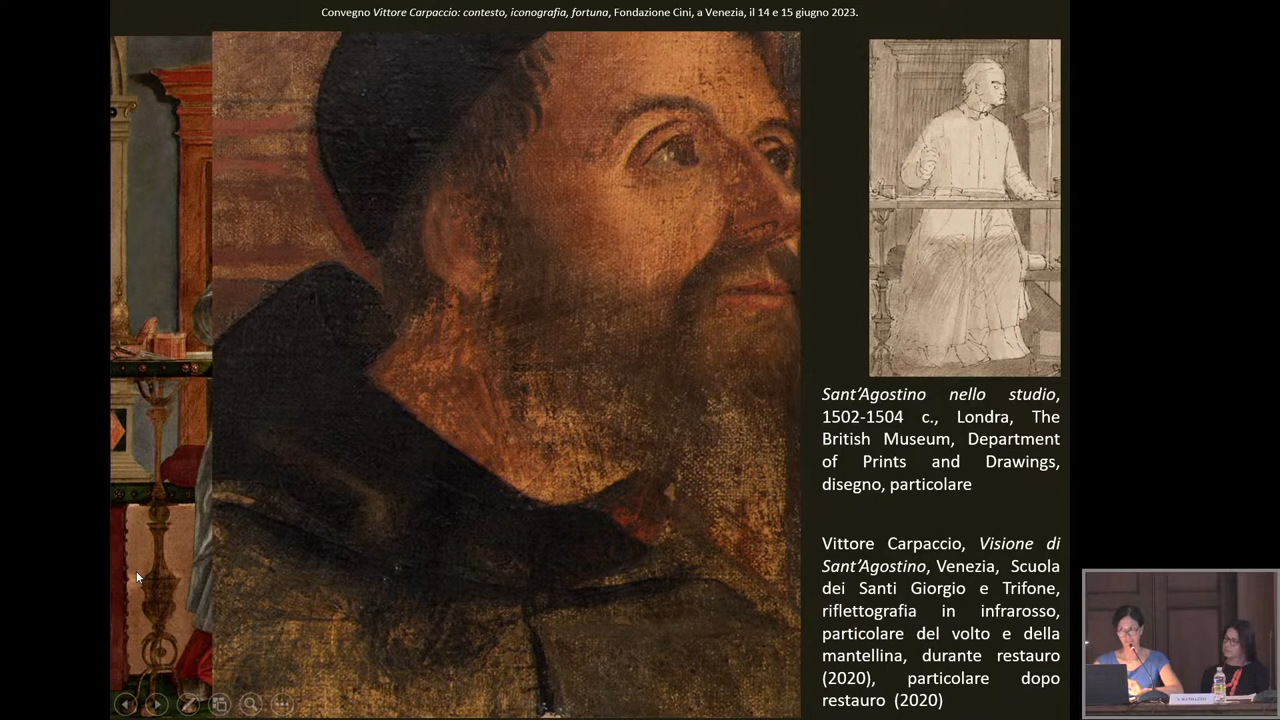 Convegno Vittore Carpaccio: contesto, iconografia, fortuna, Fondazione Cini, a Venezia, il 14 e 15 giugno 2023.
Sant’Agostino nello studio,
1502-1504 c., Londra, The
British Museum, Department
of Prints and Drawings,
disegno, particolare
Vittore Carpaccio, Visione di
Sant’Agostino, Venezia, Scuola
dei Santi Giorgio e Trifone,
riflettografia in infrarosso,
particolare del volto e della
mantellina, durante restauro
(2020), particolare dopo
restauro (2020)